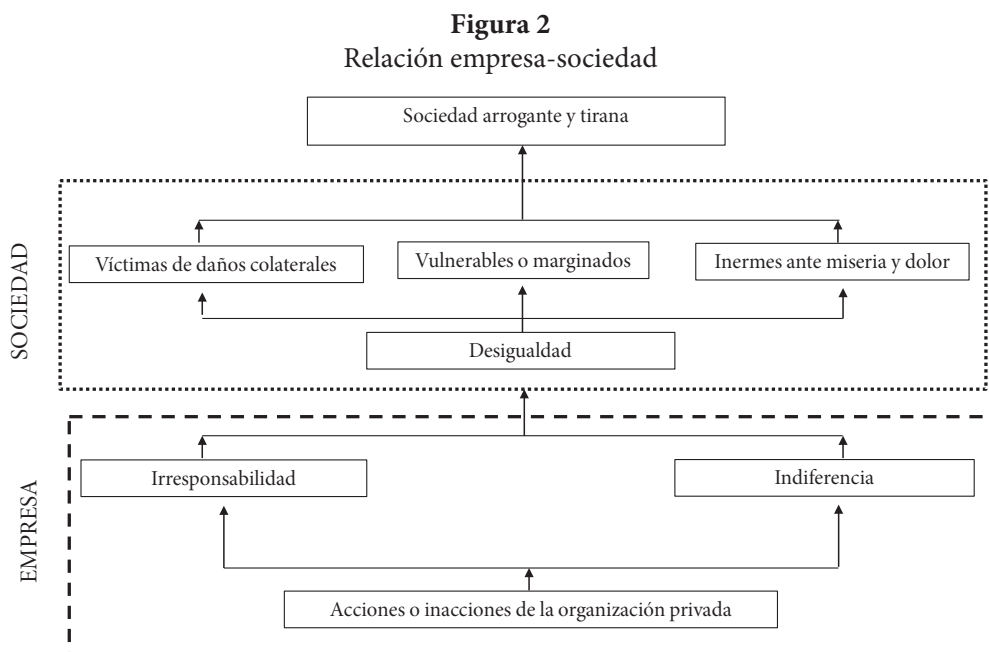 Figura 2
Relación empresa-sociedad
Sociedad arrogante y tirana
SOCIEDAD
Víctimas de daños colaterales
Vulnerables o marginados
Inermes ante miseria y dolor
Desigualdad
EMPRESA
Irresponsabilidad
Indiferencia
Acciones o inacciones de la organización privada